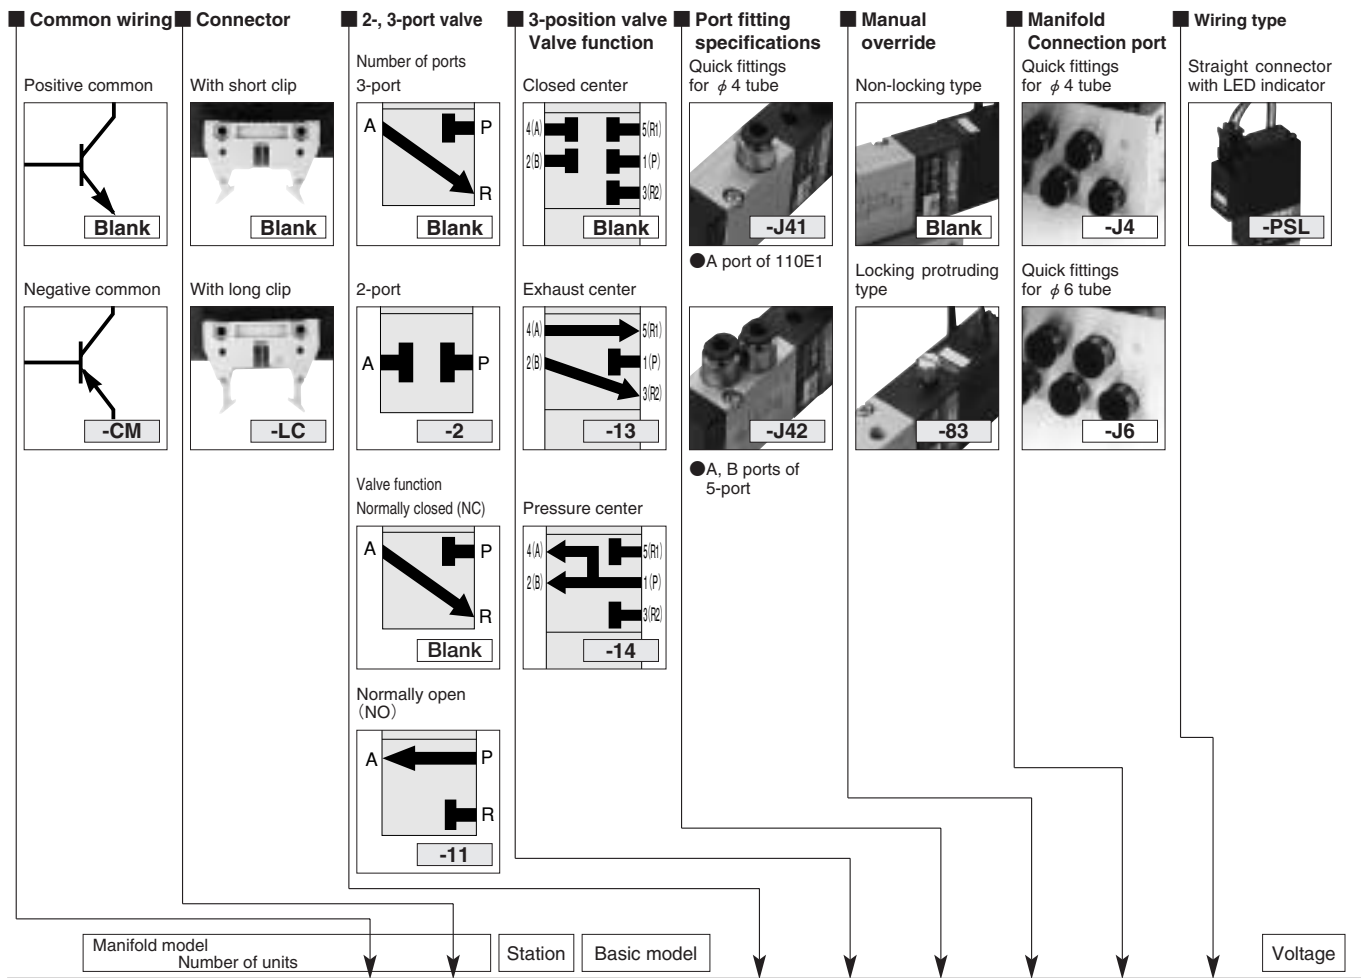 ■ Common wiring
Positive common
Blank
Negative common
-CM
■ Connector
With short clip
Blank
With long clip
-LC
■ 2-, 3-port valve
Number of ports
3-port
A
P
R
Blank
2-port
A
P
-2
Valve function
Normally closed (NC)
A
P
R
Blank
Normally open
(NO)
A
P
R
-11
■ 3-position valve
Valve function
Closed center
4(A)
5(R1)
2(B)
1(P)
3(R2)
Blank
Exhaust center
4(A)
5(R1)
2(B)
1(P)
3(R2)
-13
Pressure center
4(A)
5(R1)
2(B)
1(P)
3(R2)
-14
■ Port fitting
specifications
Quick fittings
for φ 4 tube
-J41
●A port of 110E1
-J42
●A, B ports of
5-port
■ Manual
override
Non-locking type
Blank
Locking protruding
type
-83
■ Manifold
Connection port
Quick fittings
for φ 4 tube
-J4
Quick fittings
for φ 6 tube
-J6
■ Wiring type
Straight connector
with LED indicator
-PSL
Manifold model
Number of units
Station
Basic model
Voltage